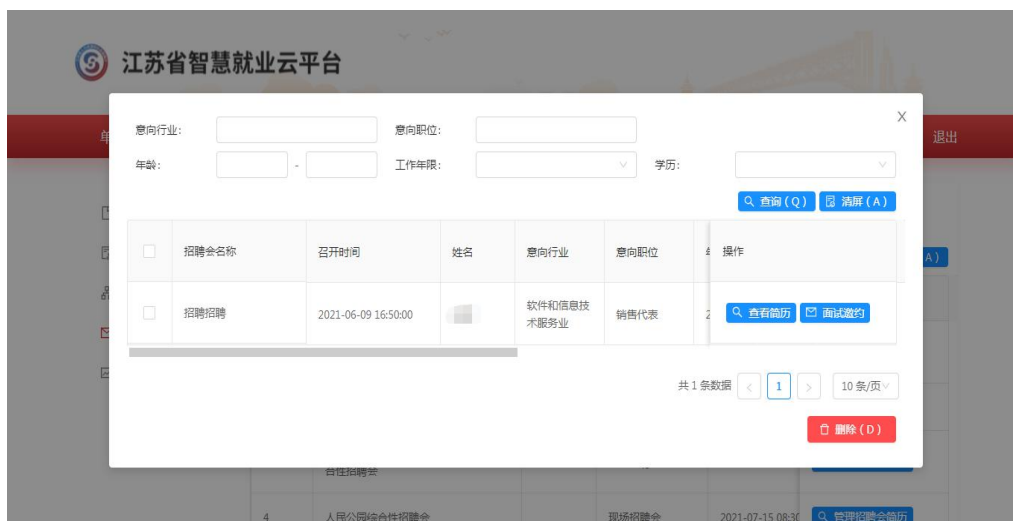 江苏省智慧就业云平台
退出
X
意向行业:
意向职位:
年龄:
-
工作年限:
学历:
查询(Q)
清屏(A)
招聘会名称
召开时间
姓名
意向行业
意向职位
操作
A)
招聘招聘
2021-06-09 16:50:00
软件和信息技
术服务业
销售代表
2
查看简历
面试邀约
共1条数据
<
1
>
10 条/页
删除(D)
合性招聘会
4
人民公园综合性招聘会
现场招聘会
2021-07-15 08:30
管理招聘会简历